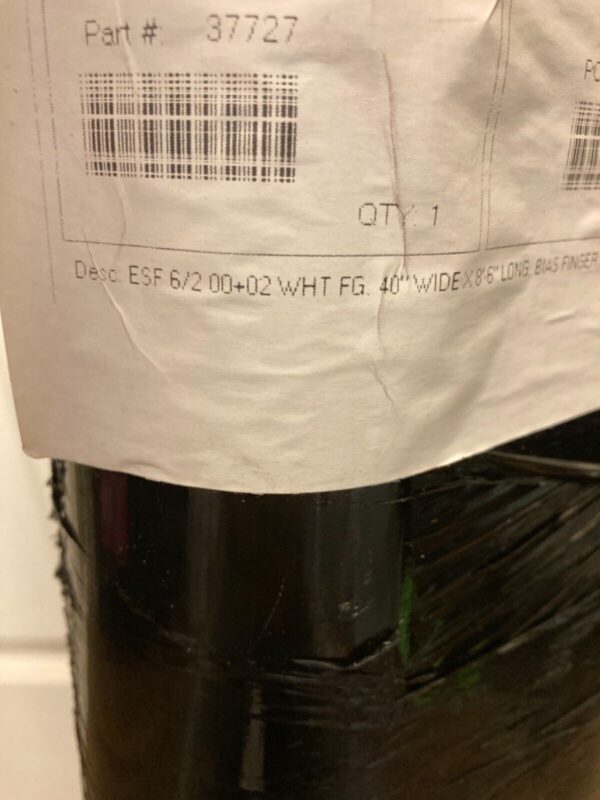 Part #: 37727
PO
QTY: 1
Desc: ESF 6/2 00+02 WHT FG. 40" WIDE X 8'6" LONG. BIAS FINGER